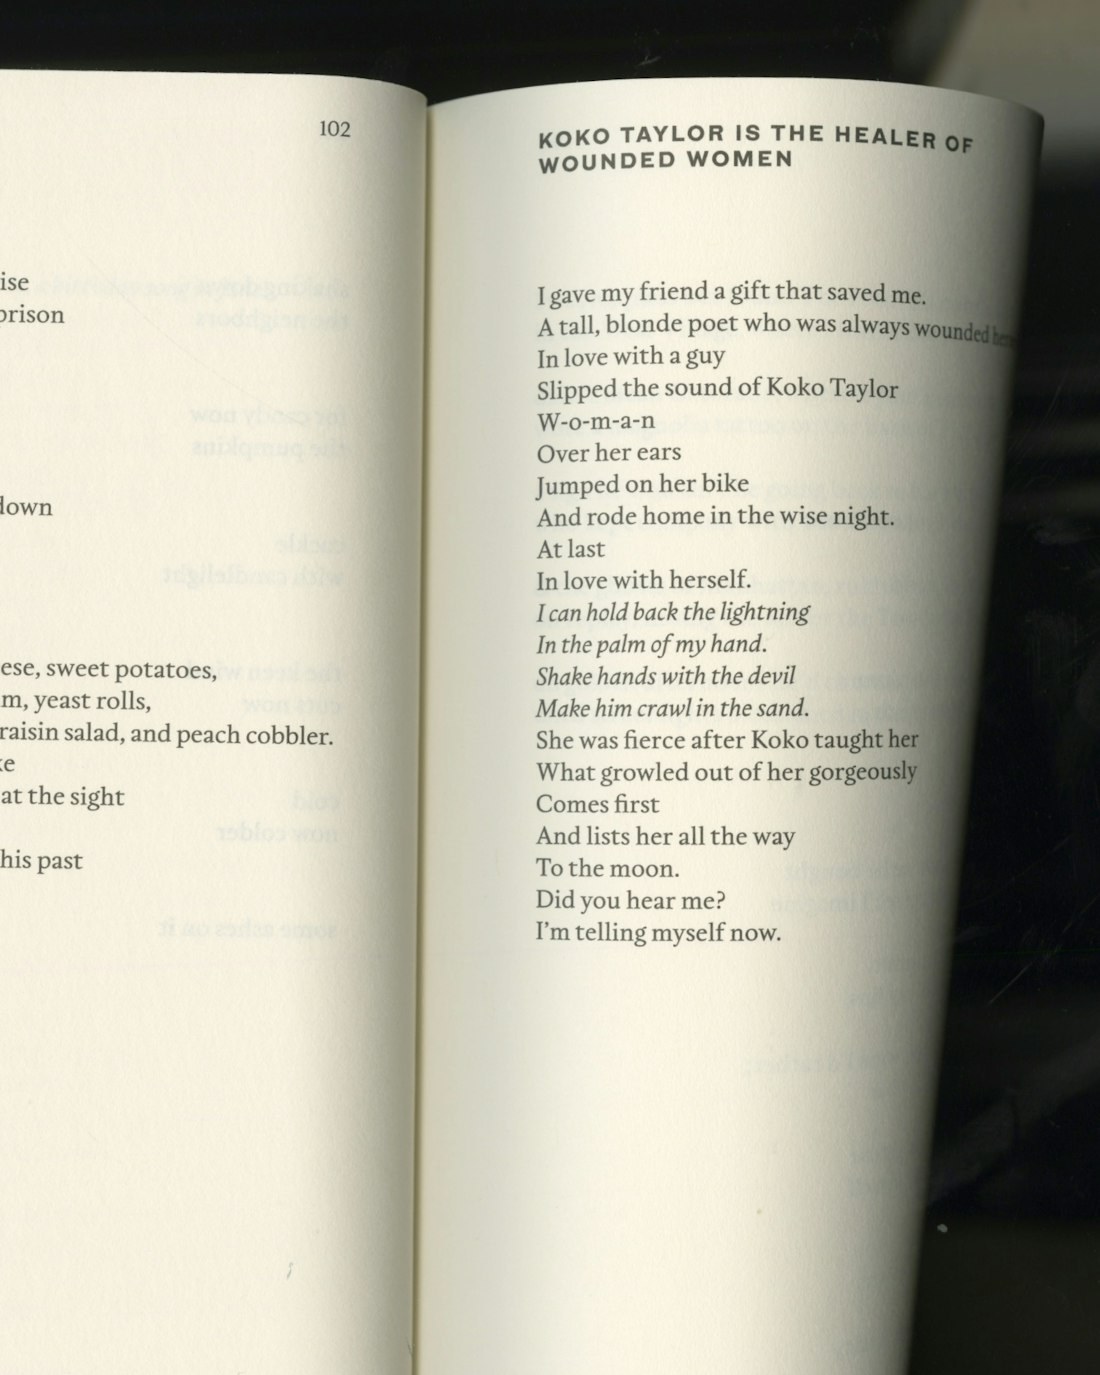 102
ise
prison
down
ese, sweet potatoes,
m, yeast rolls,
raisin salad, and peach cobbler.
ke
at the sight
his past
KOKO TAYLOR IS THE HEALER OF
WOUNDED WOMEN
I gave my friend a gift that saved me.
A tall, blonde poet who was always wounded
In love with a guy
Slipped the sound of Koko Taylor
W-o-m-a-n
Over her ears
Jumped on her bike
And rode home in the wise night.
At last
In love with herself.
I can hold back the lightning
In the palm of my hand.
Shake hands with the devil
Make him crawl in the sand.
She was fierce after Koko taught her
What growled out of her gorgeously
Comes first
And lists her all the way
To the moon.
Did you hear me?
I'm telling myself now.